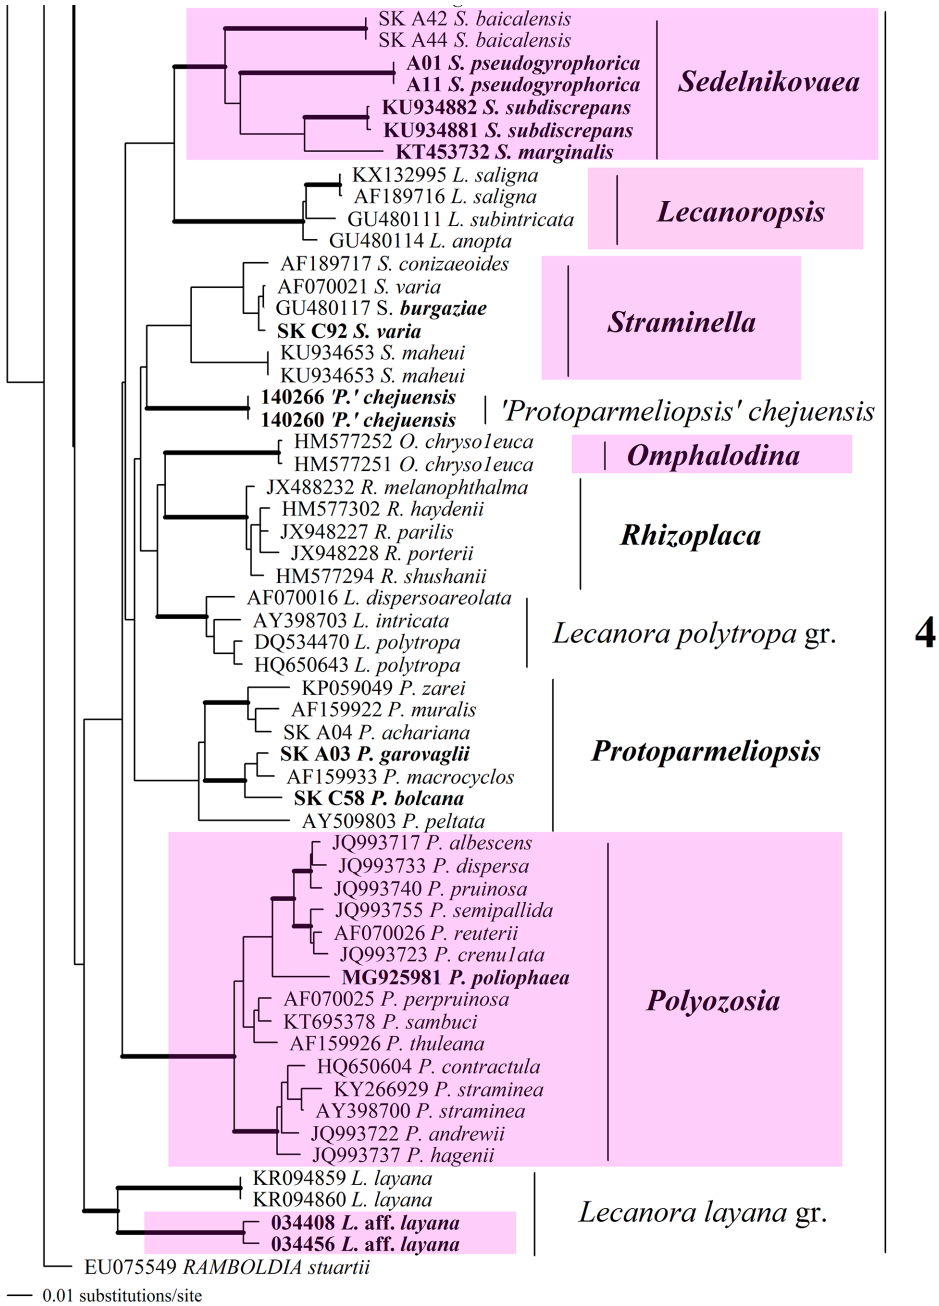 SK A42 S. baicalensis
SK A44 S. baicalensis
A01 S. pseudogyrophorica
A11 S. pseudogyrophorica
KU934882 S. subdiscrepans
KU934881 S. subdiscrepans
KT453732 S. marginalis
Sedelnikovaea
KX132995 L. saligna
AF189716 L. saligna
GU480111 L. subintricata
GU480114 L. anopta
Lecanoropsis
AF189717 S. conizaeoides
AF070021 S. varia
GU480117 S. burgaziae
SK C92 S. varia
KU934653 S. maheui
KU934653 S. maheui
Straminella
140266 'P.' chejuensis
140260 'P.' chejuensis
'Protoparmeliopsis' chejuensis
HM577252 O. chrysoleuca
HM577251 O. chrysoleuca
Omphalodina
JX488232 R. melanophthalma
HM577302 R. haydenii
JX948227 R. parilis
JX948228 R. porterii
HM577294 R. shushanii
Rhizoplaca
AF070016 L. dispersoareolata
AY398703 L. intricata
DQ534470 L. polytropa
HQ650643 L. polytropa
Lecanora polytropa gr.
4
KP059049 P. zarei
AF159922 P. muralis
SK A04 P. achariana
SK A03 P. garovaglii
AF159933 P. macrocyclos
SK C58 P. bolcana
AY509803 P. peltata
Protoparmeliopsis
JQ993717 P. albescens
JQ993733 P. dispersa
JQ993740 P. pruinosa
JQ993755 P. semipallida
AF070026 P. reuterii
JQ993723 P. crenulata
MG925981 P. poliophaea
AF070025 P. perpruinosa
KT695378 P. sambuci
AF159926 P. thuleana
HQ650604 P. contractula
KY266929 P. straminea
AY398700 P. straminea
JQ993722 P. andrewii
JQ993737 P. hagenii
Polyozosia
KR094859 L. layana
KR094860 L. layana
034408 L. aff. layana
034456 L. aff. layana
Lecanora layana gr.
EU075549 RAMBOLDIA stuartii
0.01 substitutions/site